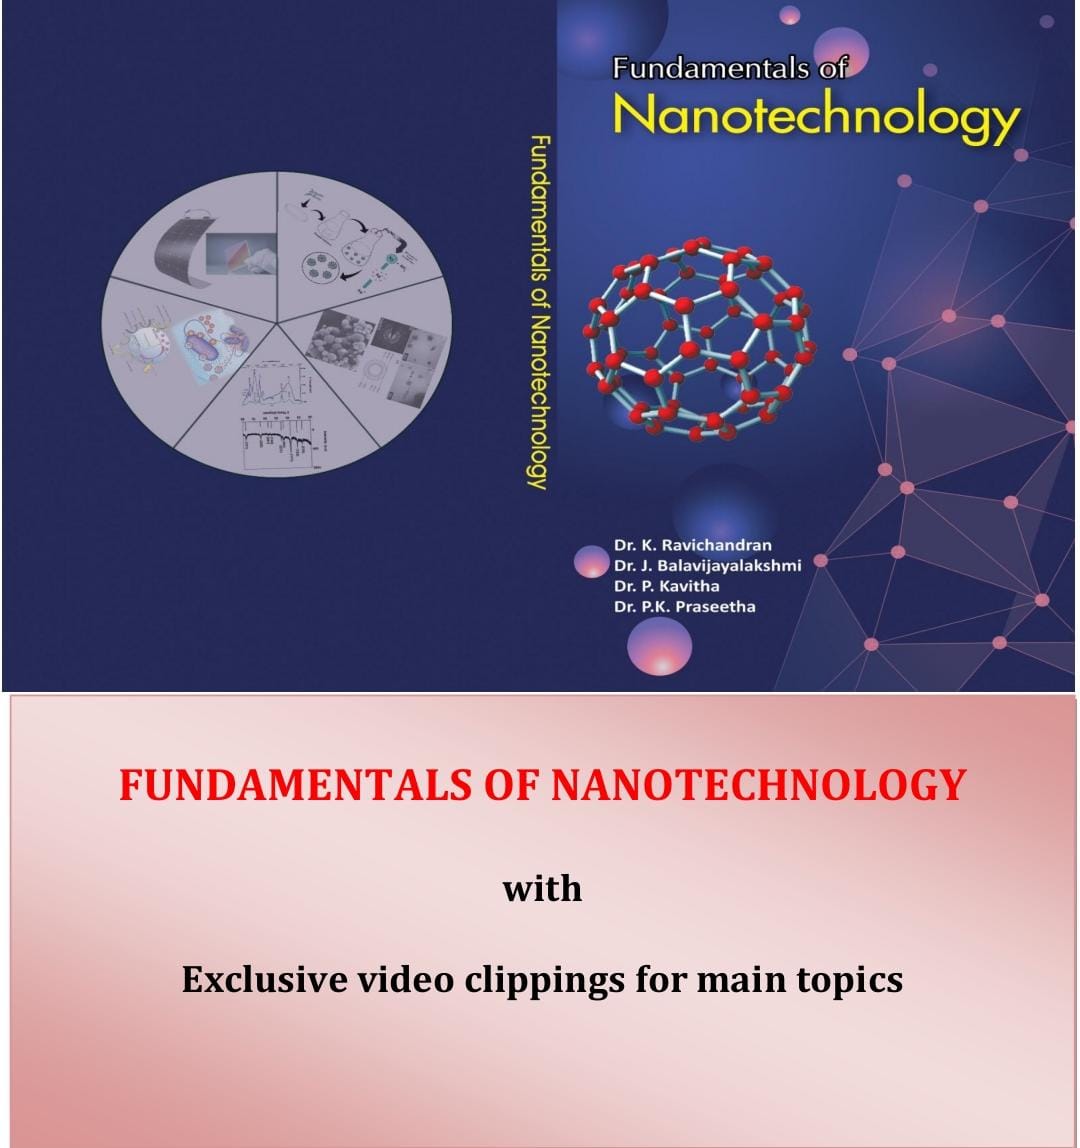 Fundamentals of
Nanotechnology
Fundamentals of Nanotechnology
Dr. K. Ravichandran
Dr. J. Balavijayalakshmi
Dr. P. Kavitha
Dr. P.K. Praseetha
FUNDAMENTALS OF NANOTECHNOLOGY
with
Exclusive video clippings for main topics